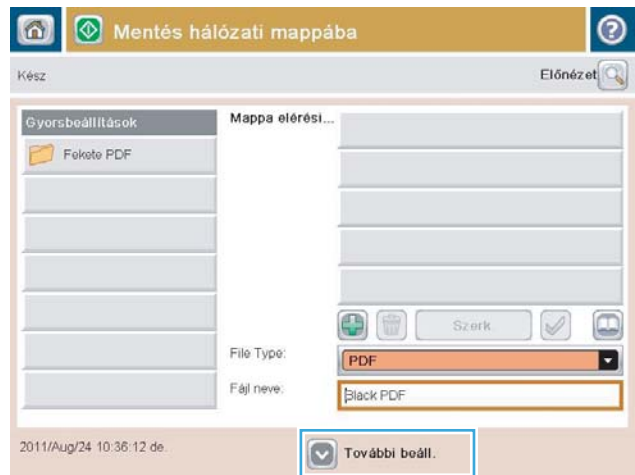 Mentés hálózati mappába
Kész
Előnézet
Gyorsbeállítások
Mappa elérési...
Fekete PDF
Szerk.
File Type:
PDF
Fájl neve:
Black PDF
2011/Aug/24 10:36:12 de.
További beáll.